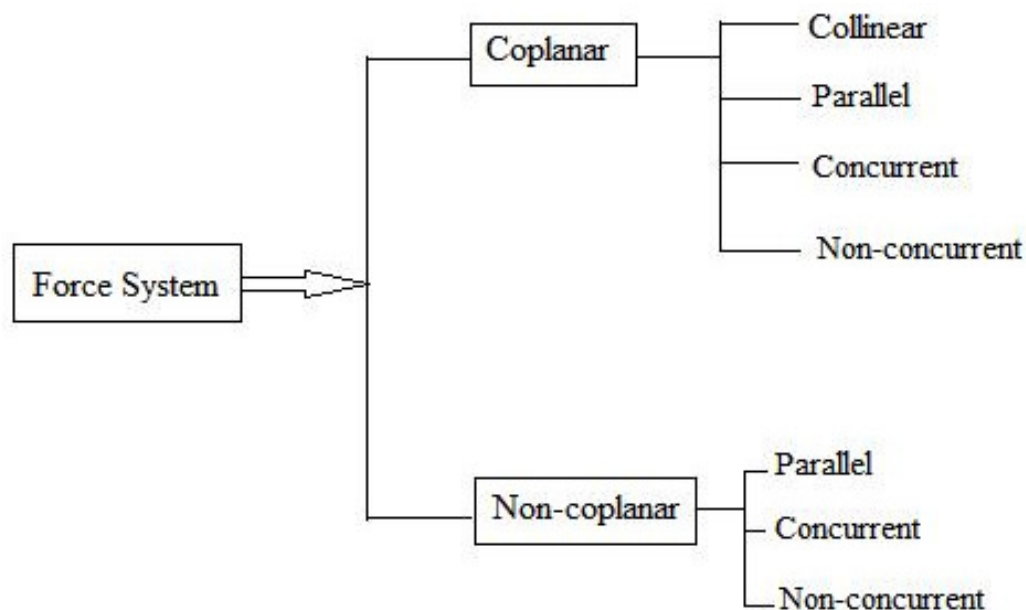 Force System
Coplanar
Collinear
Parallel
Concurrent
Non-concurrent
Non-coplanar
Parallel
Concurrent
Non-concurrent